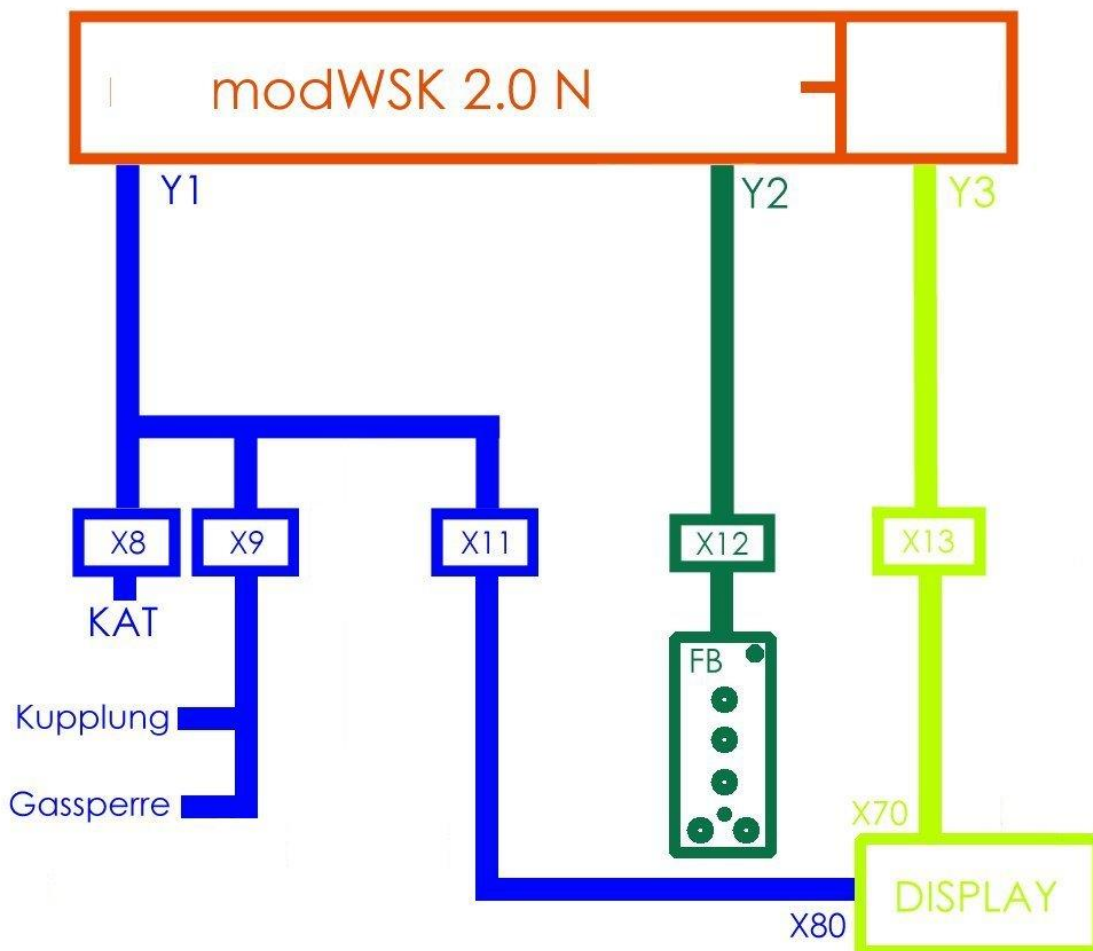 modWSK 2.0 N
Y1
Y2
Y3
X8
X9
X11
X12
X13
KAT
FB
Kupplung
Gassperre
X70
DISPLAY
X80